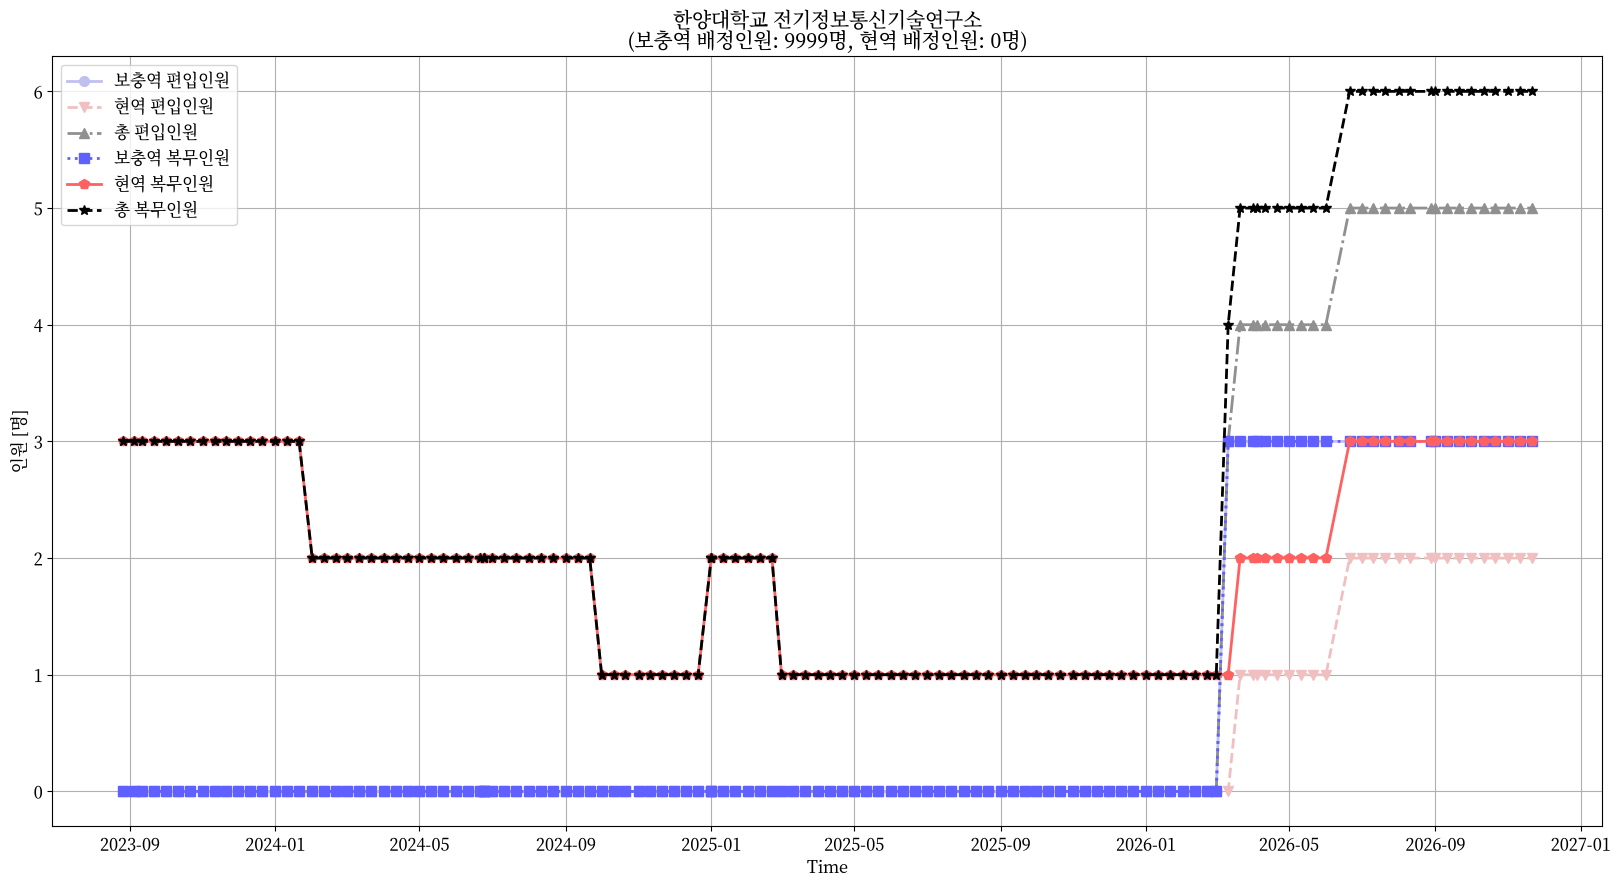 한양대학교 전기정보통신기술연구소
(보충역 배정인원: 9999명, 현역 배정인원: 0명)
보충역 편입인원
현역 편입인원
총 편입인원
보충역 복무인원
현역 복무인원
총 복무인원
인원 [명]
6
5
4
3
2
1
0
2023-09
2024-01
2024-05
2024-09
2025-01
2025-05
2025-09
2026-01
2026-05
2026-09
2027-01
Time